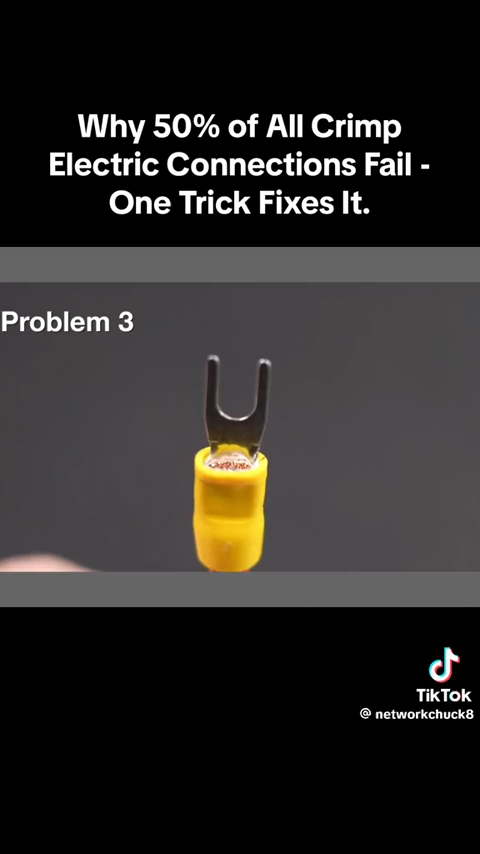 Why 50% of All Crimp
Electric Connections Fail -
One Trick Fixes It.
Problem 3
TikTok
@ networkchuck8